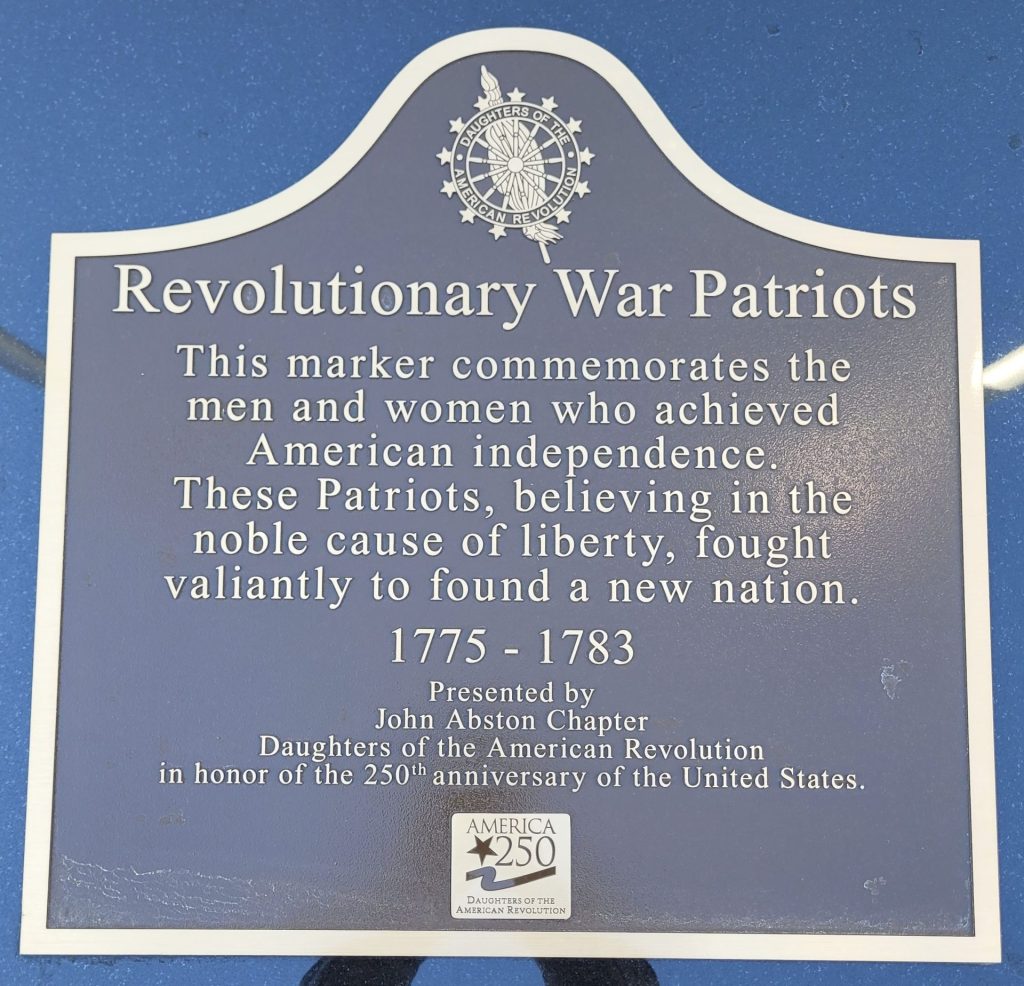 DAUGHTERS OF THE
AMERICAN REVOLUTION
Revolutionary War Patriots
This marker commemorates the
men and women who achieved
American independence.
These Patriots, believing in the
noble cause of liberty, fought
valiantly to found a new nation.
1775 - 1783
Presented by
John Abston Chapter
Daughters of the American Revolution
in honor of the 250th anniversary of the United States.
AMERICA
250
DAUGHTERS OF THE
AMERICAN REVOLUTION